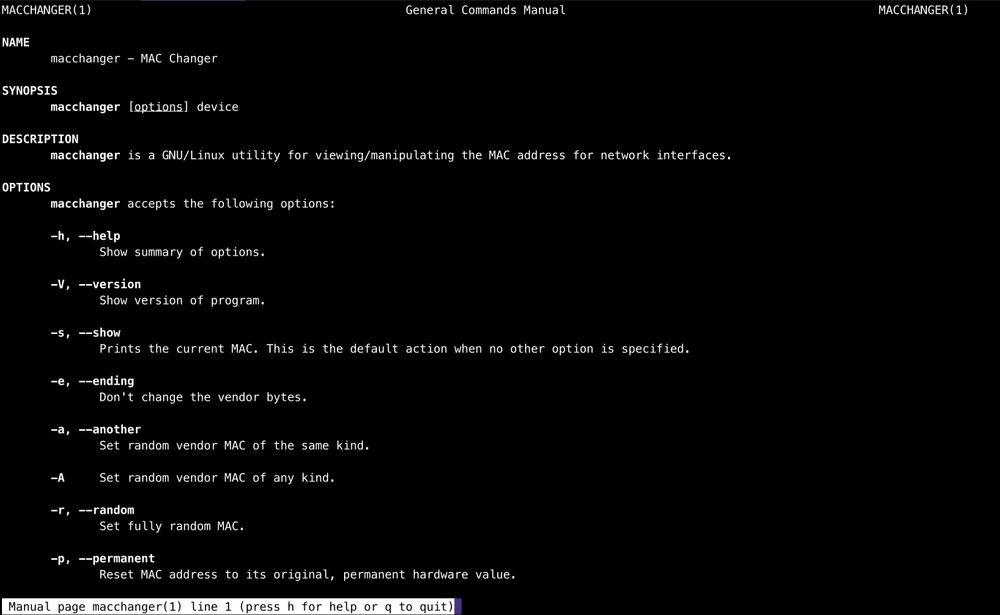 MACCHANGER(1) General Commands Manual MACCHANGER(1)
NAME
macchanger – MAC Changer
SYNOPSIS
macchanger [options] device
DESCRIPTION
macchanger is a GNU/Linux utility for viewing/manipulating the MAC address for network interfaces.
OPTIONS
macchanger accepts the following options:
-h, --help
Show summary of options.
-V, --version
Show version of program.
-s, --show
Prints the current MAC. This is the default action when no other option is specified.
-e, --ending
Don't change the vendor bytes.
-a, --another
Set random vendor MAC of the same kind.
-A Set random vendor MAC of any kind.
-r, --random
Set fully random MAC.
-p, --permanent
Reset MAC address to its original, permanent hardware value.
Manual page macchanger(1) line 1 (press h for help or q to quit)